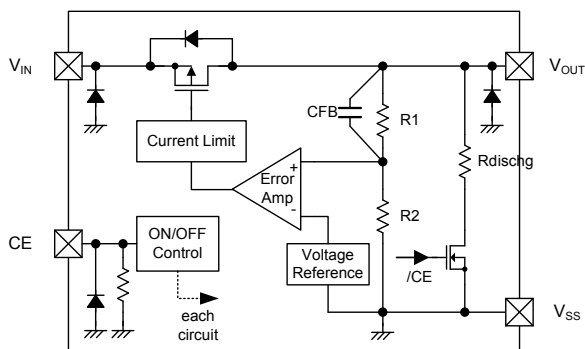 VIN
VOUT
CFB
R1
Current Limit
Rdischg
Error
Amp
+
-
R2
CE
ON/OFF
Control
Voltage
Reference
/CE
each
circuit
VSS